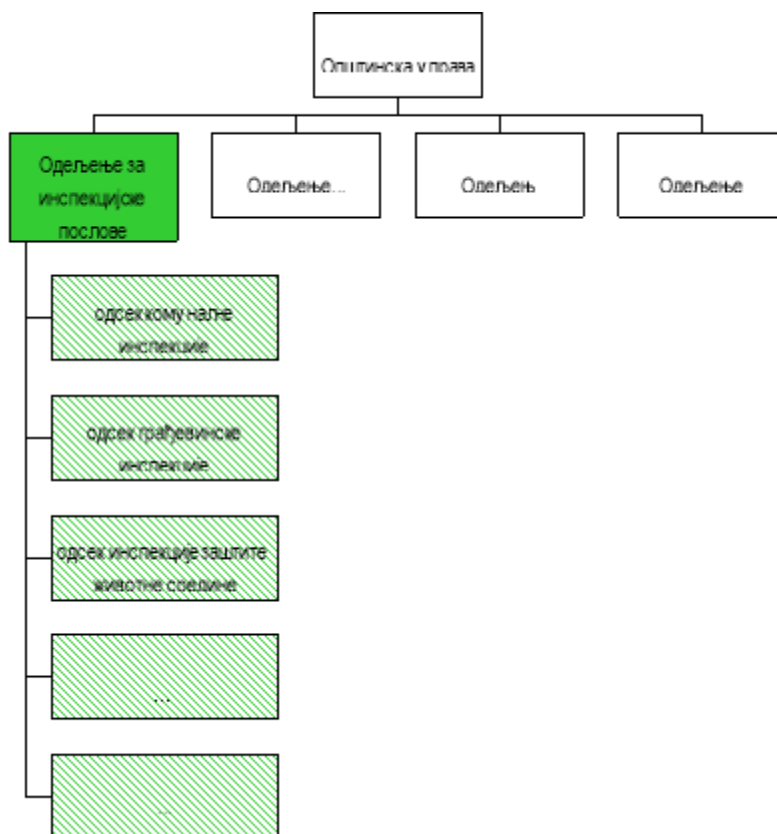 Општинска управа
Одељење за
инспекцијске
послове
Одељење...
Одељењ
Одељење
одсек комуналне
инспекције
одсек грађевинске
инспекције
одсек инспекције заштите
животне средине
...
...